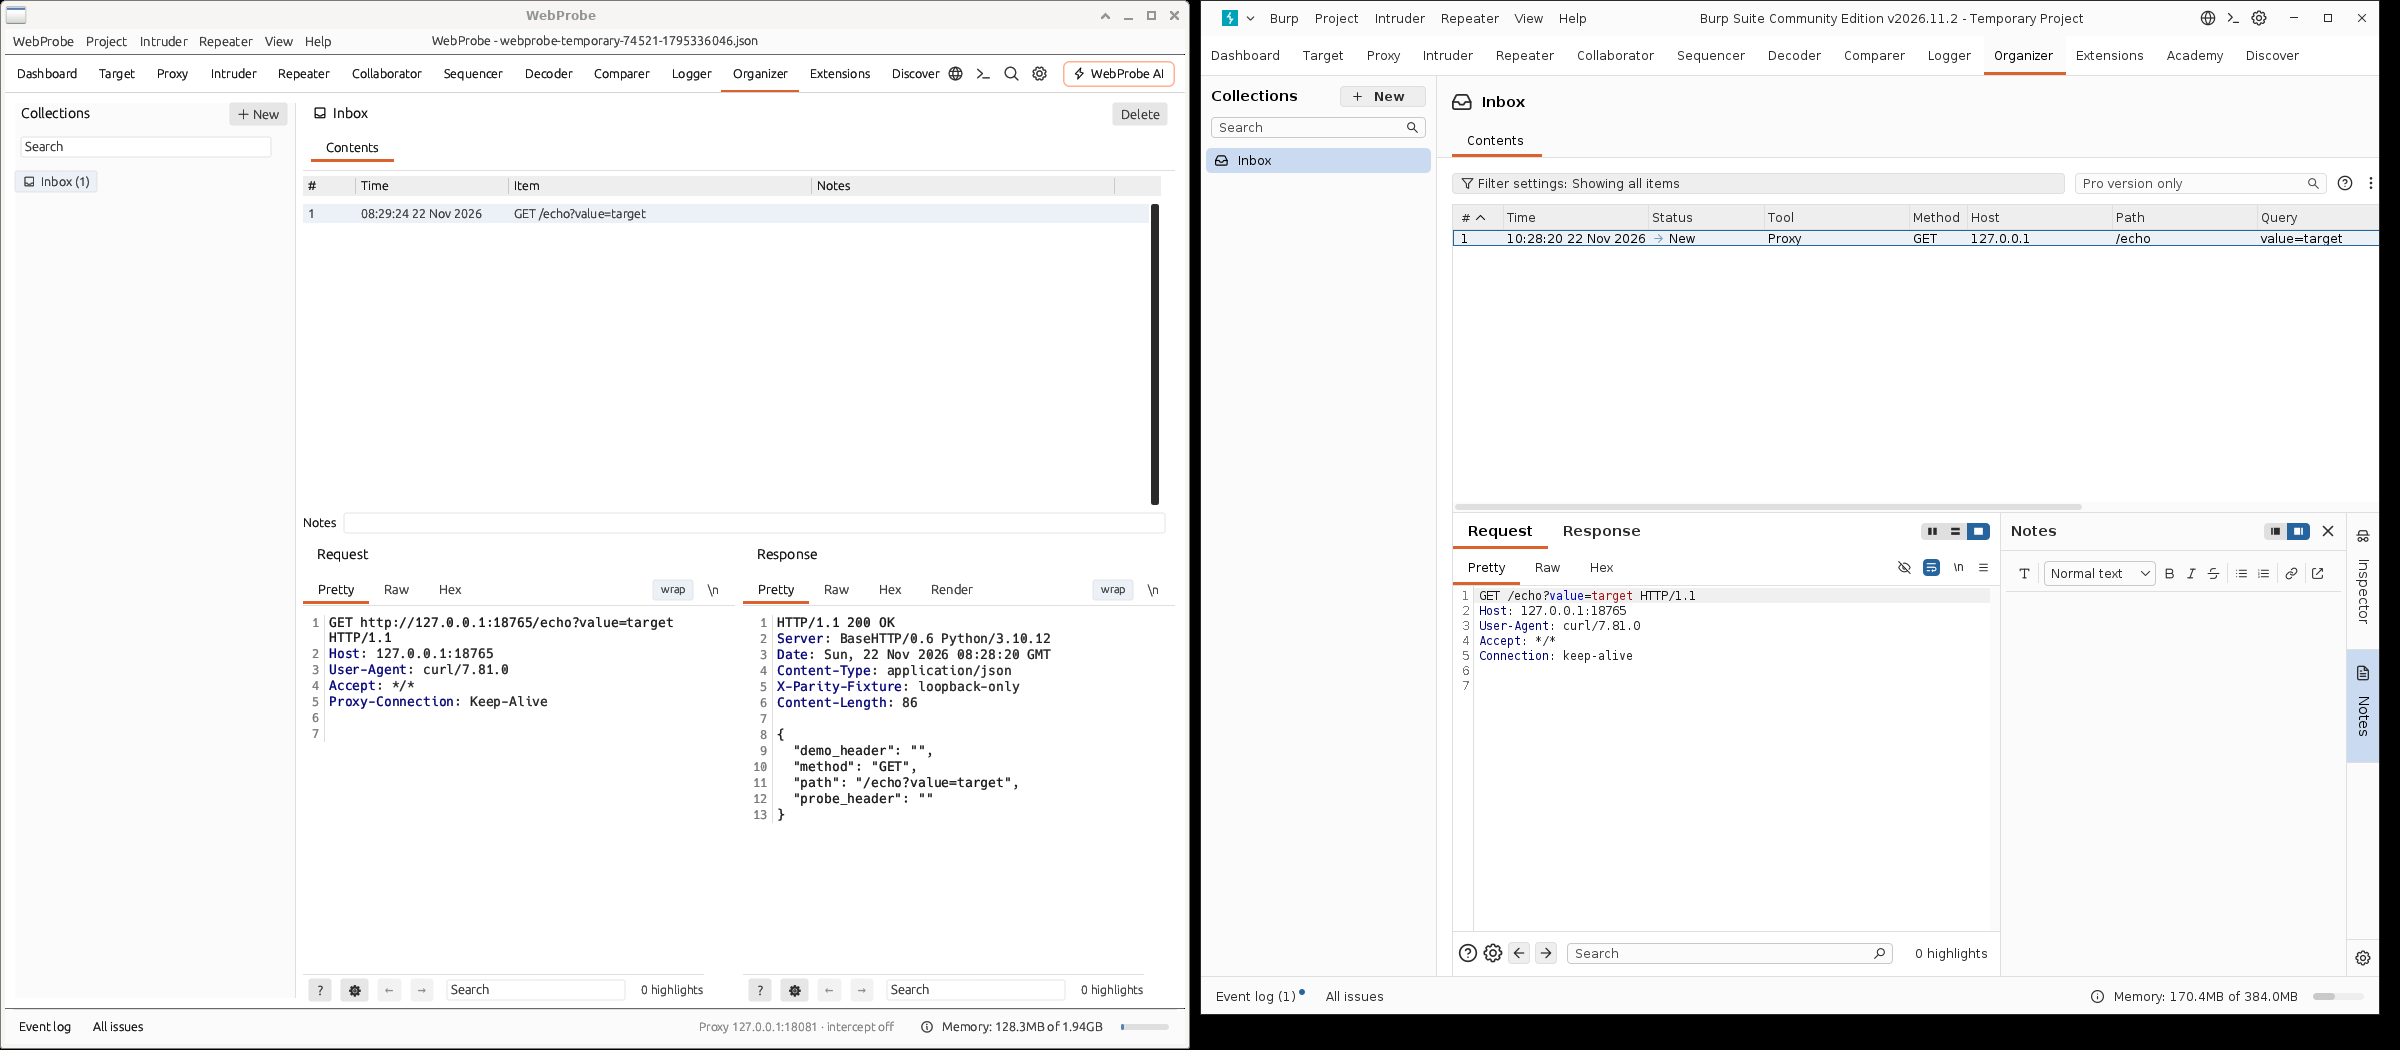 WebProbe
WebProbe Project Intruder Repeater View Help WebProbe - webprobe-temporary-74521-1795336046.json
Dashboard Target Proxy Intruder Repeater Collaborator Sequencer Decoder Comparer Logger Organizer Extensions Discover WebProbe AI
Collections + New
Search
Inbox (1)
Inbox Delete
Contents
# Time Item Notes
1 08:29:24 22 Nov 2026 GET /echo?value=target
Notes
Request
Pretty Raw Hex wrap \n
1 GET http://127.0.0.1:18765/echo?value=target
HTTP/1.1
2 Host: 127.0.0.1:18765
3 User-Agent: curl/7.81.0
4 Accept: */*
5 Proxy-Connection: Keep-Alive
6
7
? Search 0 highlights
Response
Pretty Raw Hex Render wrap \n
1 HTTP/1.1 200 OK
2 Server: BaseHTTP/0.6 Python/3.10.12
3 Date: Sun, 22 Nov 2026 08:28:20 GMT
4 Content-Type: application/json
5 X-Parity-Fixture: loopback-only
6 Content-Length: 86
7
8 {
9 "demo_header": "",
10 "method": "GET",
11 "path": "/echo?value=target",
12 "probe_header": ""
13 }
? Search 0 highlights
Event log All issues Proxy 127.0.0.1:18081 · intercept off Memory: 128.3MB of 1.94GB
Burp Project Intruder Repeater View Help Burp Suite Community Edition v2026.11.2 - Temporary Project
Dashboard Target Proxy Intruder Repeater Collaborator Sequencer Decoder Comparer Logger Organizer Extensions Academy Discover
Collections + New
Search
Inbox
Inbox
Contents
Filter settings: Showing all items Pro version only
# Time Status Tool Method Host Path Query
1 10:28:20 22 Nov 2026 New Proxy GET 127.0.0.1 /echo value=target
Request Response
Pretty Raw Hex \n
1 GET /echo?value=target HTTP/1.1
2 Host: 127.0.0.1:18765
3 User-Agent: curl/7.81.0
4 Accept: */*
5 Connection: keep-alive
6
7
Search 0 highlights
Notes
T Normal text B I S
Inspector
Notes
Event log (1) All issues Memory: 170.4MB of 384.0MB